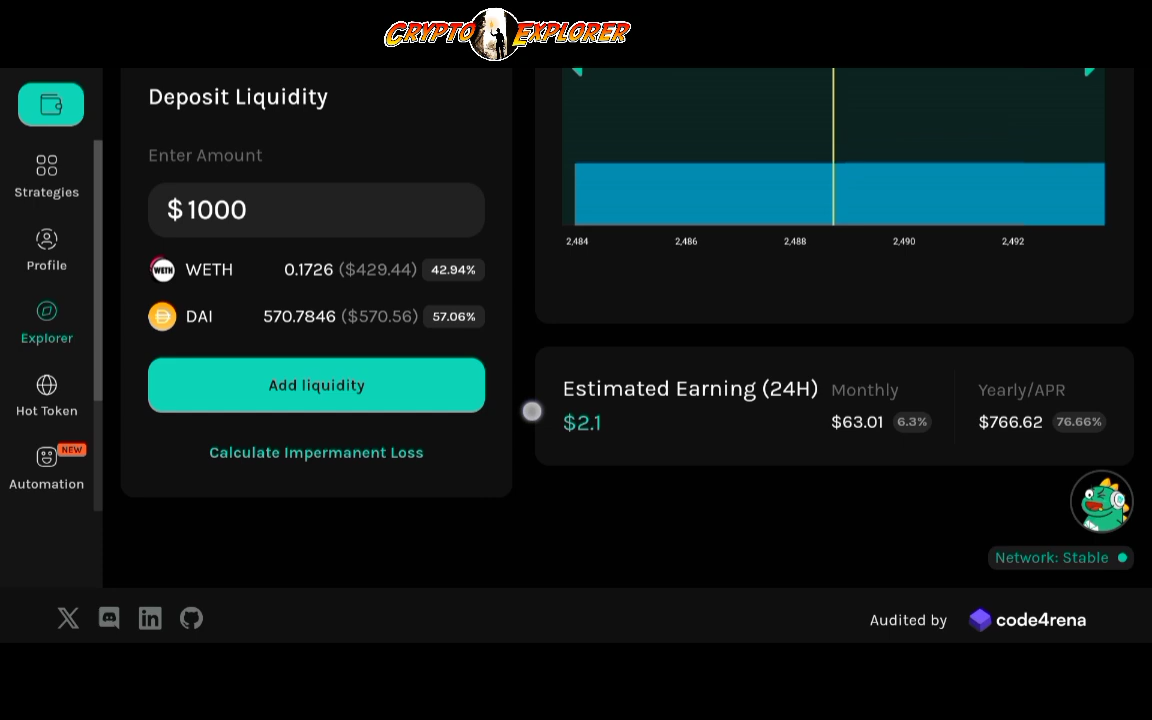 CRYPTO EXPLORER
Deposit Liquidity
Enter Amount
$ 1000
WETH WETH 0.1726 ($429.44) 42.94%
DAI 570.7846 ($570.56) 57.06%
Add liquidity
Calculate Impermanent Loss
Strategies
Profile
Explorer
Hot Token
NEW
Automation
2,484 2,486 2,488 2,490 2,492
Estimated Earning (24H) Monthly Yearly/APR
$2.1 $63.01 6.3% $766.62 76.66%
Network: Stable
Audited by code4rena